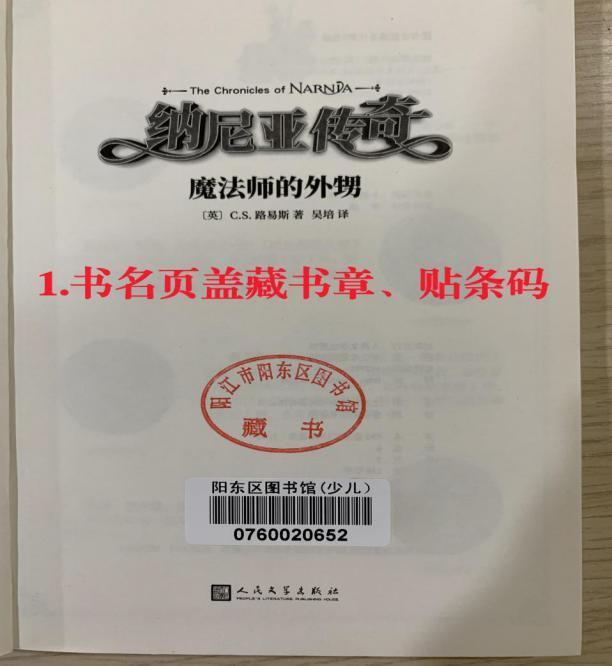 The Chronicles of NARNIA
纳尼亚传奇
魔法师的外甥
〔英〕C.S.路易斯 著 吴培 译
1.书名页盖藏书章、贴条码
阳江市阳东区图书馆
藏书
阳东区图书馆(少儿)
0760020652
人民文学出版社
PEOPLE'S LITERATURE PUBLISHING HOUSE